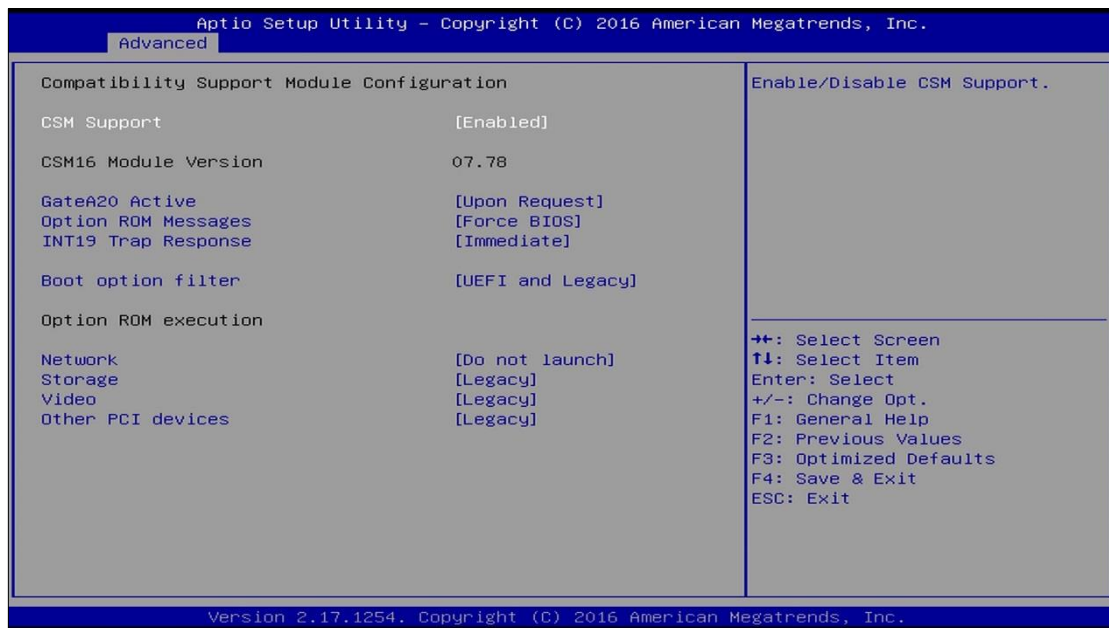 Aptio Setup Utility – Copyright (C) 2016 American Megatrends, Inc.
Advanced
Compatibility Support Module Configuration
CSM Support [Enabled]
CSM16 Module Version 07.78
GateA20 Active [Upon Request]
Option ROM Messages [Force BIOS]
INT19 Trap Response [Immediate]
Boot option filter [UEFI and Legacy]
Option ROM execution
Network [Do not launch]
Storage [Legacy]
Video [Legacy]
Other PCI devices [Legacy]
Enable/Disable CSM Support.
→←: Select Screen
↑↓: Select Item
Enter: Select
+/-: Change Opt.
F1: General Help
F2: Previous Values
F3: Optimized Defaults
F4: Save & Exit
ESC: Exit
Version 2.17.1254. Copyright (C) 2016 American Megatrends, Inc.